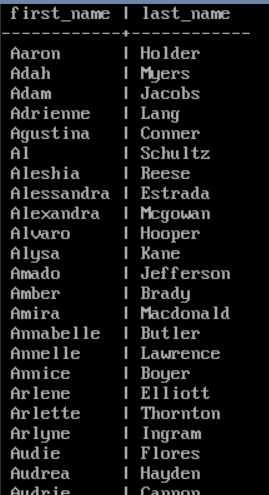 first_name | last_name
------------+------------
Aaron | Holder
Adah | Myers
Adam | Jacobs
Adrienne | Lang
Agustina | Conner
Al | Schultz
Aleshia | Reese
Alessandra | Estrada
Alexandra | Mcgowan
Alvaro | Hooper
Alysa | Kane
Amado | Jefferson
Amber | Brady
Amira | Macdonald
Annabelle | Butler
Annelle | Lawrence
Annice | Boyer
Arlene | Elliott
Arlette | Thornton
Arlyne | Ingram
Audie | Flores
Audrea | Hayden
Audrie | Cannon